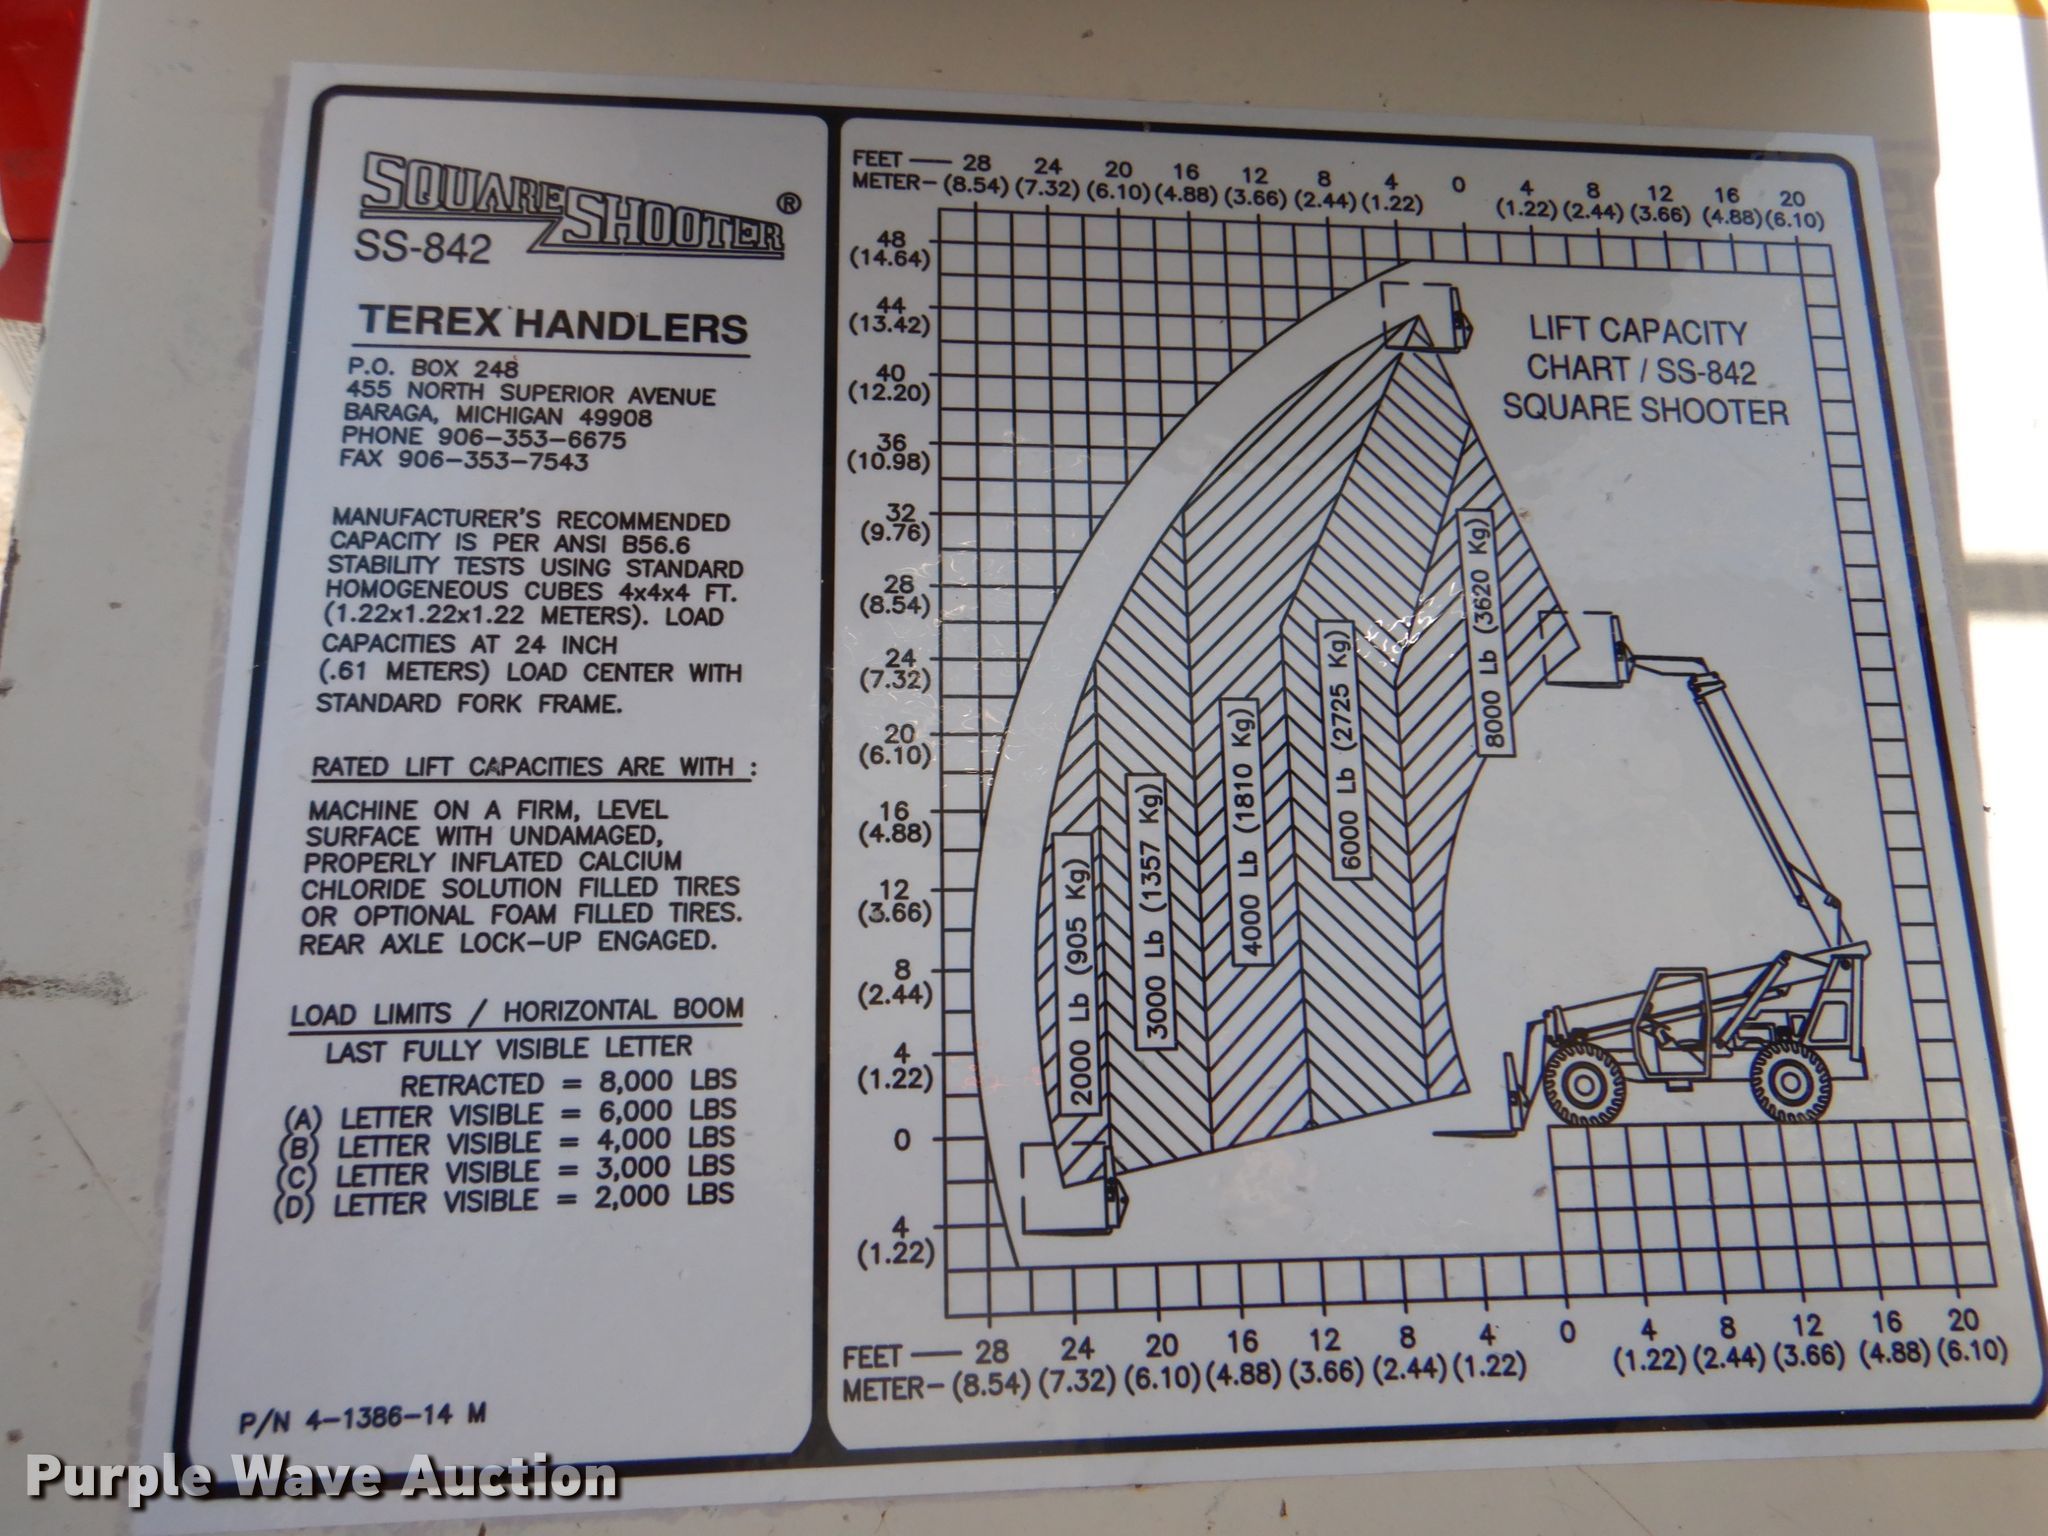 SQUARE SHOOTER ®
SS-842
TEREX HANDLERS
P.O. BOX 248
455 NORTH SUPERIOR AVENUE
BARAGA, MICHIGAN 49908
PHONE 906-353-6675
FAX 906-353-7543
MANUFACTURER'S RECOMMENDED
CAPACITY IS PER ANSI B56.6
STABILITY TESTS USING STANDARD
HOMOGENEOUS CUBES 4x4x4 FT.
(1.22x1.22x1.22 METERS). LOAD
CAPACITIES AT 24 INCH
(.61 METERS) LOAD CENTER WITH
STANDARD FORK FRAME.
RATED LIFT CAPACITIES ARE WITH :
MACHINE ON A FIRM, LEVEL
SURFACE WITH UNDAMAGED,
PROPERLY INFLATED CALCIUM
CHLORIDE SOLUTION FILLED TIRES
OR OPTIONAL FOAM FILLED TIRES.
REAR AXLE LOCK-UP ENGAGED.
LOAD LIMITS / HORIZONTAL BOOM
LAST FULLY VISIBLE LETTER
RETRACTED = 8,000 LBS
(A) LETTER VISIBLE = 6,000 LBS
(B) LETTER VISIBLE = 4,000 LBS
(C) LETTER VISIBLE = 3,000 LBS
(D) LETTER VISIBLE = 2,000 LBS
P/N 4-1386-14 M
FEET — 28 24 20 16 12 8 4 0 4 8 12 16 20
METER- (8.54) (7.32) (6.10) (4.88) (3.66) (2.44) (1.22) (1.22) (2.44) (3.66) (4.88) (6.10)
48
(14.64)
44
(13.42)
40
(12.20)
36
(10.98)
32
(9.76)
28
(8.54)
24
(7.32)
20
(6.10)
16
(4.88)
12
(3.66)
8
(2.44)
4
(1.22)
0
4
(1.22)
LIFT CAPACITY
CHART / SS-842
SQUARE SHOOTER
2000 Lb (905 Kg)
3000 Lb (1357 Kg)
4000 Lb (1810 Kg)
6000 Lb (2725 Kg)
8000 Lb (3620 Kg)
FEET — 28 24 20 16 12 8 4 0 4 8 12 16 20
METER- (8.54) (7.32) (6.10) (4.88) (3.66) (2.44) (1.22) (1.22) (2.44) (3.66) (4.88) (6.10)
Purple Wave Auction